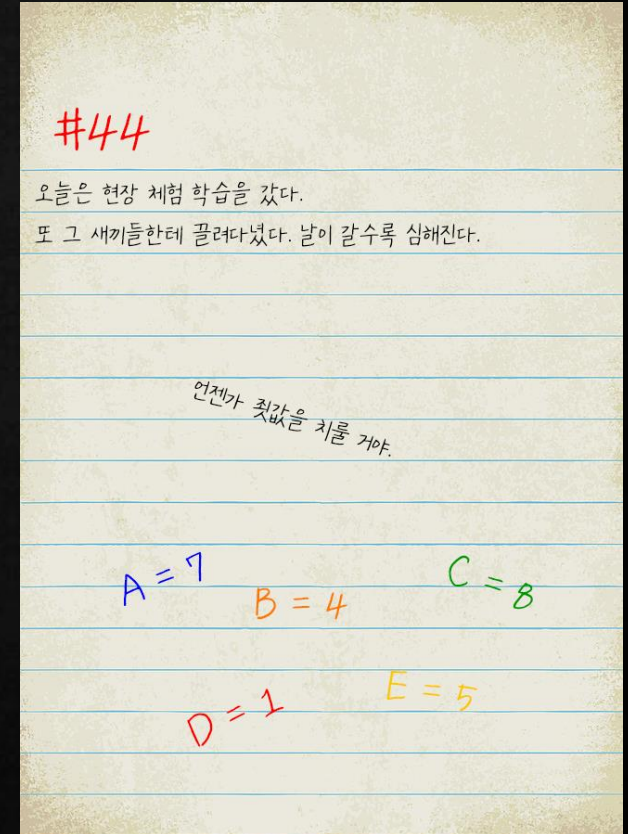 #44
오늘은 현장 체험 학습을 갔다.
또 그 새끼들한테 끌려다녔다. 날이 갈수록 심해진다.
언젠가 죗값을 치룰 거야.
A = 7
B = 4
C = 8
D = 1
E = 5